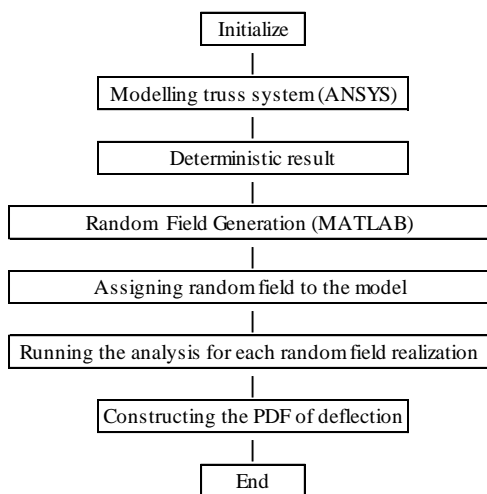 Initialize
Modelling truss system (ANSYS)
Deterministic result
Random Field Generation (MATLAB)
Assigning random field to the model
Running the analysis for each random field realization
Constructing the PDF of deflection
End